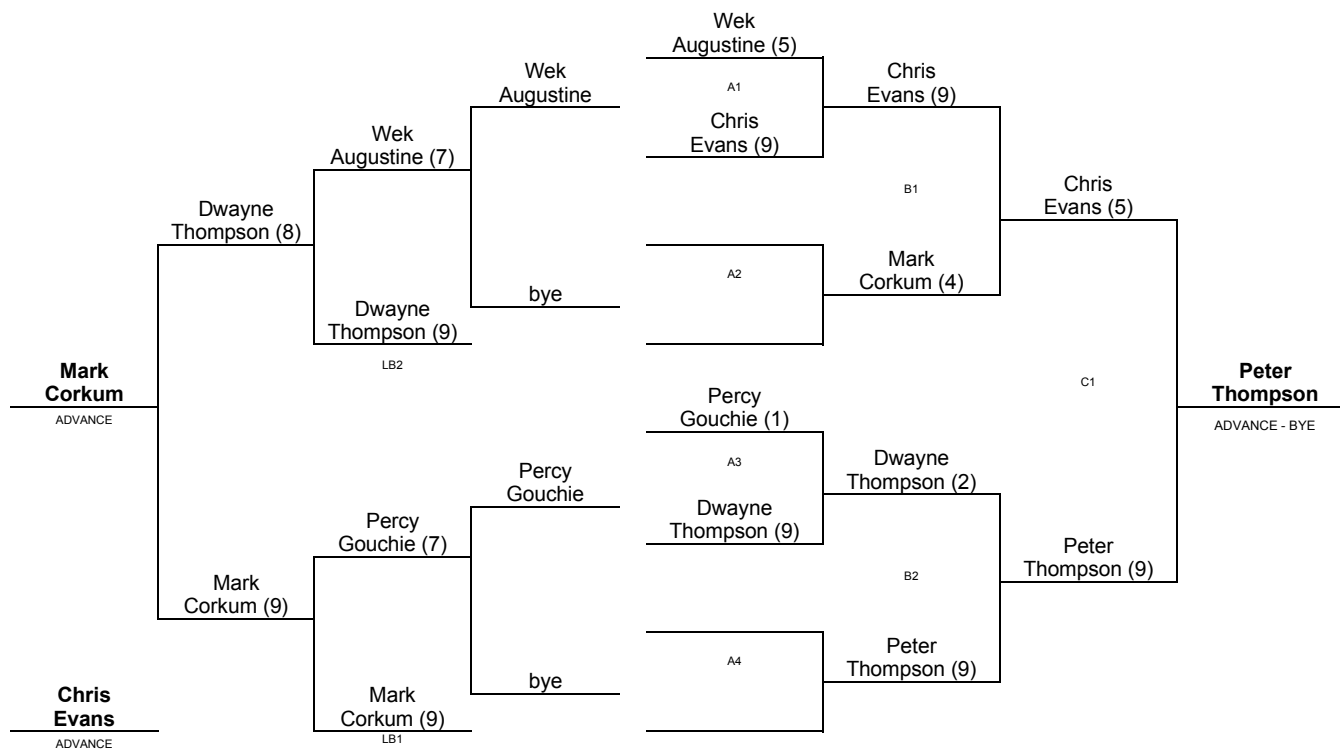 Wek
Augustine (5)
Wek
Augustine
A1
Chris
Evans (9)
Chris
Evans (9)
Wek
Augustine (7)
B1
Chris
Evans (5)
Dwayne
Thompson (8)
A2
Mark
Corkum (4)
bye
Dwayne
Thompson (9)
LB2
Mark
Corkum
ADVANCE
C1
Peter
Thompson
ADVANCE - BYE
Percy
Gouchie (1)
A3
Dwayne
Thompson (2)
Percy
Gouchie
Dwayne
Thompson (9)
Percy
Gouchie (7)
B2
Peter
Thompson (9)
Mark
Corkum (9)
A4
Peter
Thompson (9)
bye
Chris
Evans
ADVANCE
Mark
Corkum (9)
LB1